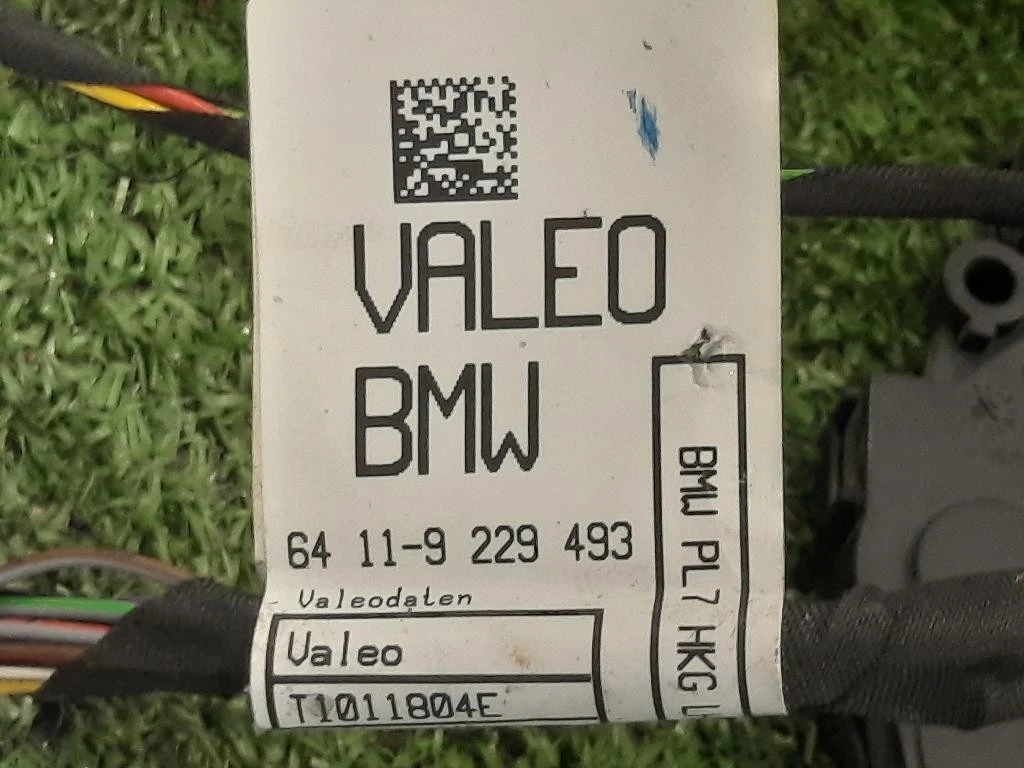 VALEO
BMW
64 11-9 229 493
Valeodaten
Valeo
T1011804E
BMW PL7 HKG